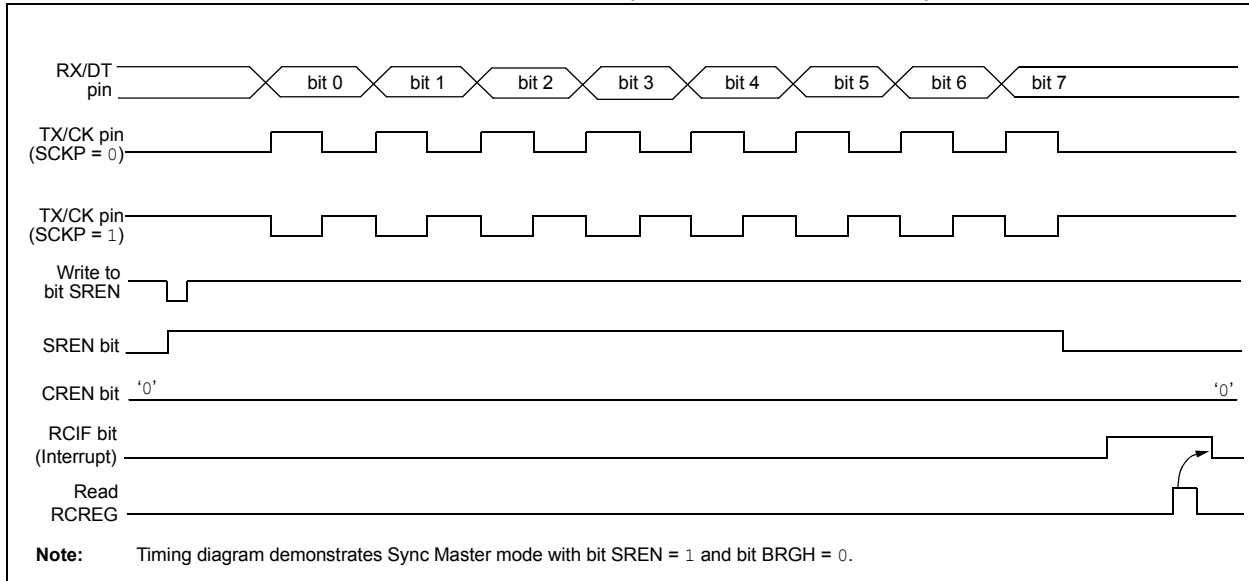 RX/DT
pin
bit 0 bit 1 bit 2 bit 3 bit 4 bit 5 bit 6 bit 7
TX/CK pin
(SCKP = 0)
TX/CK pin
(SCKP = 1)
Write to
bit SREN
SREN bit
CREN bit ‘0’ ‘0’
RCIF bit
(Interrupt)
Read
RCREG
Note: Timing diagram demonstrates Sync Master mode with bit SREN = 1 and bit BRGH = 0.